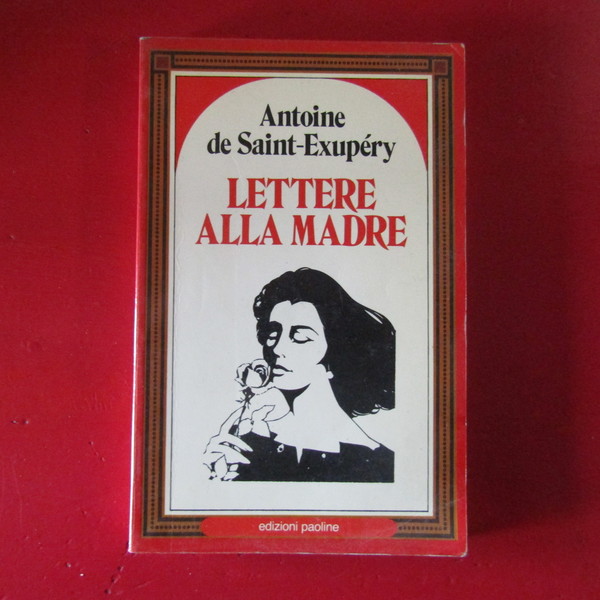 Antoine
de Saint-Exupéry
LETTERE
ALLA MADRE
edizioni paoline